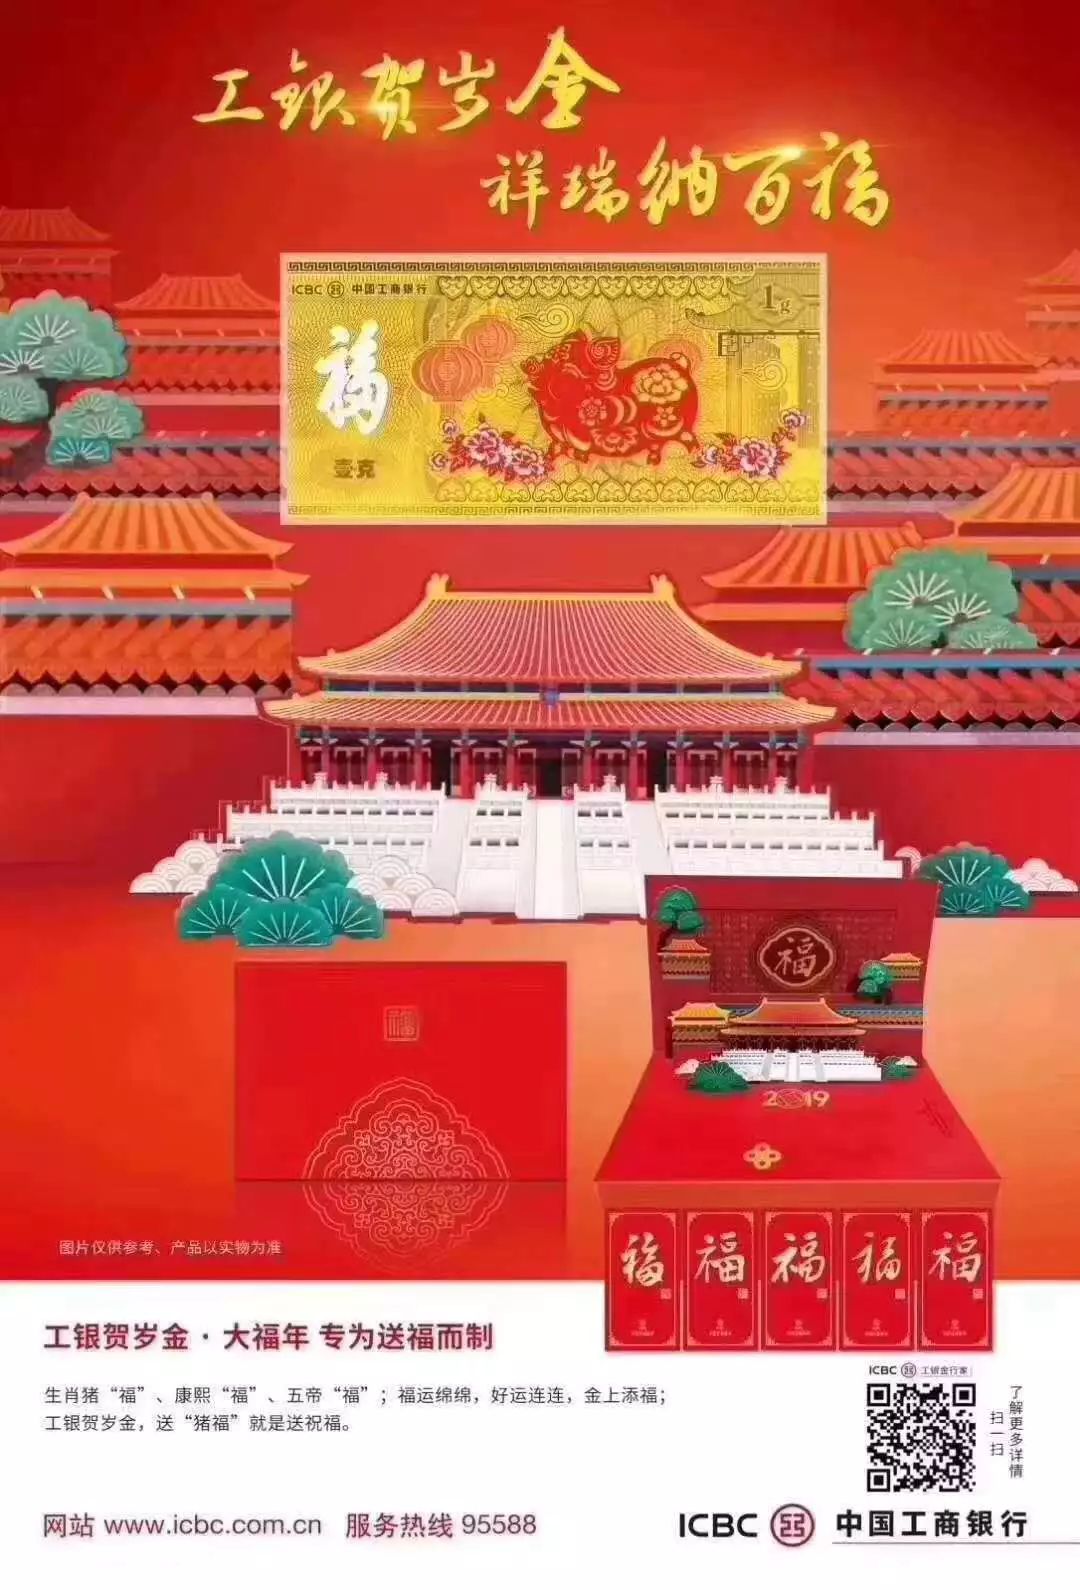 工银贺岁金
祥瑞纳百福
ICBC 中国工商银行
1g
福
壹克
福
福
2019
福 福 福 福 福
图片仅供参考、产品以实物为准
工银贺岁金·大福年 专为送福而制
生肖猪“福”、康熙“福”、五帝“福”；福运绵绵，好运连连，金上添福；
工银贺岁金，送“猪福”就是送祝福。
ICBC 工银金行家
扫一扫
了解更多详情
网站 www.icbc.com.cn 服务热线 95588
ICBC 中国工商银行